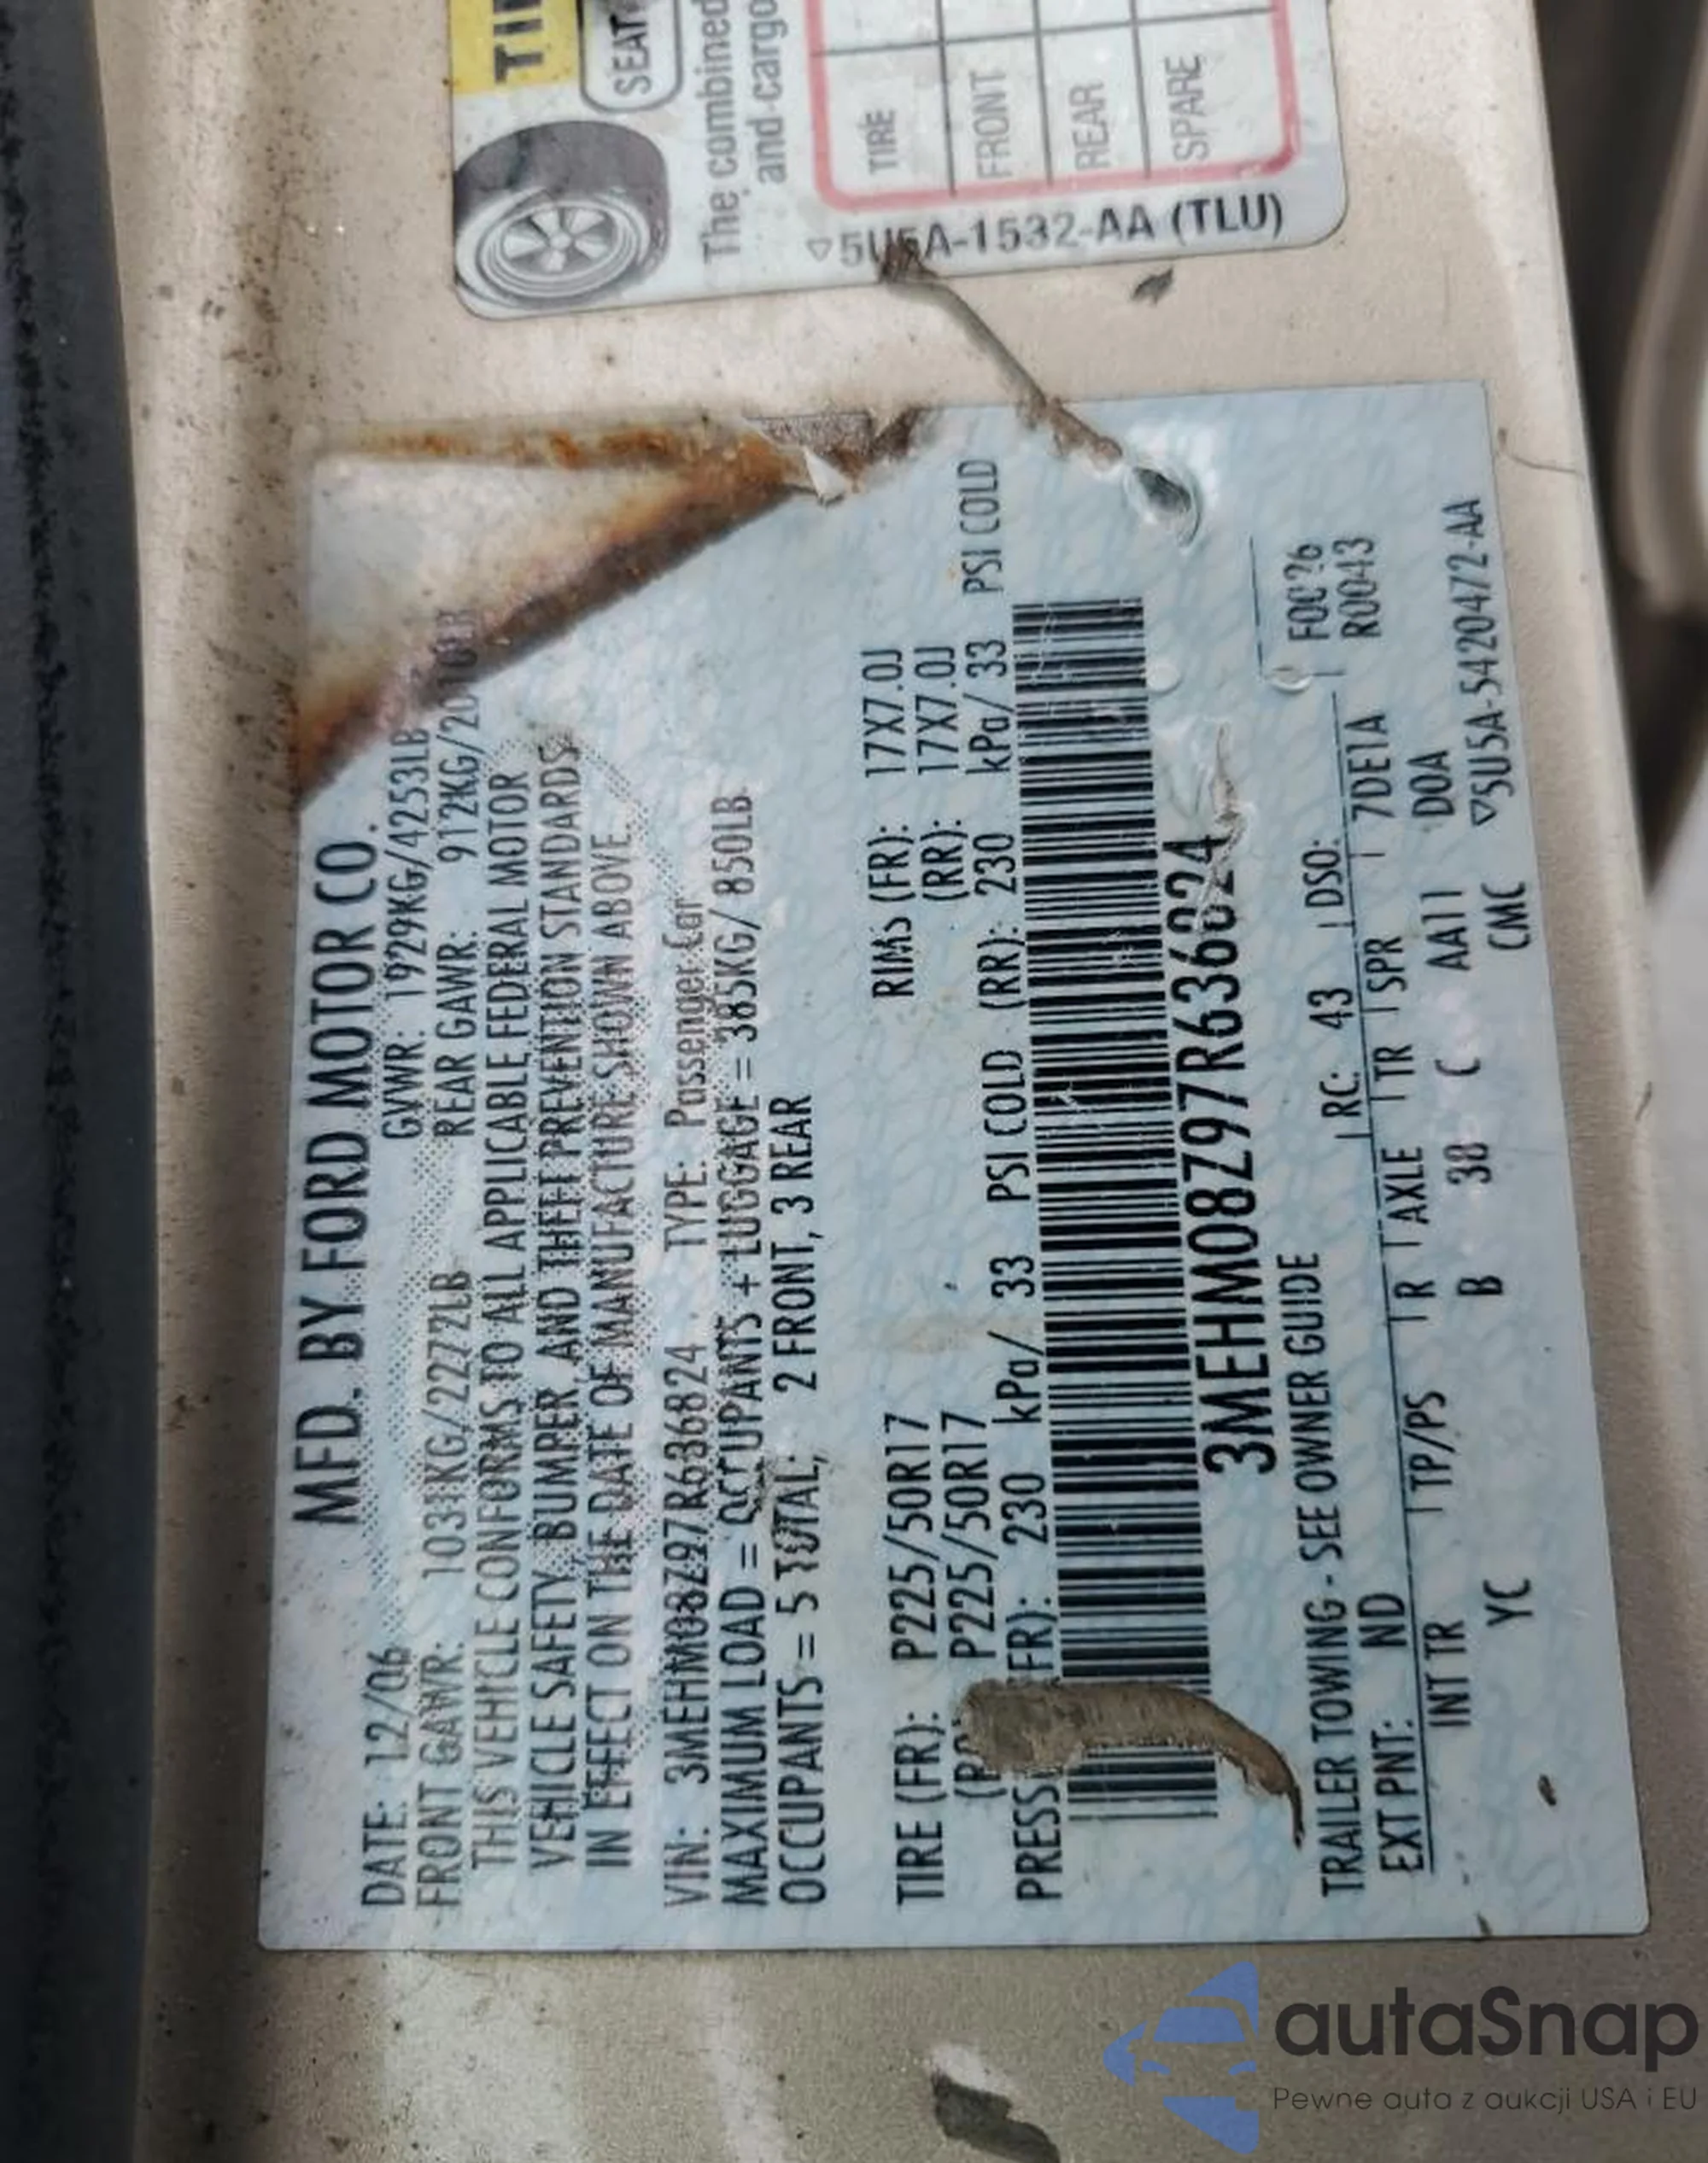 MFD. BY FORD MOTOR CO.
DATE: 12/06 GVWR: 1929KG/4253LB
FRONT GAWR: 1033KG/2277LB REAR GAWR: 912KG/
THIS VEHICLE CONFORMS TO ALL APPLICABLE FEDERAL MOTOR
VEHICLE SAFETY, BUMPER, AND THEFT PREVENTION STANDARDS
IN EFFECT ON THE DATE OF MANUFACTURE SHOWN ABOVE.
VIN: 3MEHM08Z97R636824 TYPE: Passenger Car
MAXIMUM LOAD = OCCUPANTS + LUGGAGE = 385KG/ 850LB
OCCUPANTS = 5 TOTAL; 2 FRONT, 3 REAR
TIRE (FR): P225/50R17 RIMS (FR): 17X7.0J
P225/50R17 (RR): 17X7.0J
PRESS (FR): 230 kPa/ 33 PSI COLD (RR): 230 kPa/ 33 PSI COLD
3MEHM08Z97R636824
TRAILER TOWING - SEE OWNER GUIDE
EXT PNT: ND RC: 43 DSO: R0043
INT TR TP/PS R AXLE TR SPR 7DE1A
YC B 38 C AA11 D0A
CMC ▽5U5A-5420472-AA
TI
SEAT
The combined
and cargo
TIRE
FRONT
REAR
SPARE
▽5U5A-1532-AA (TLU)
autaSnap
Pewne auta z aukcji USA i EU